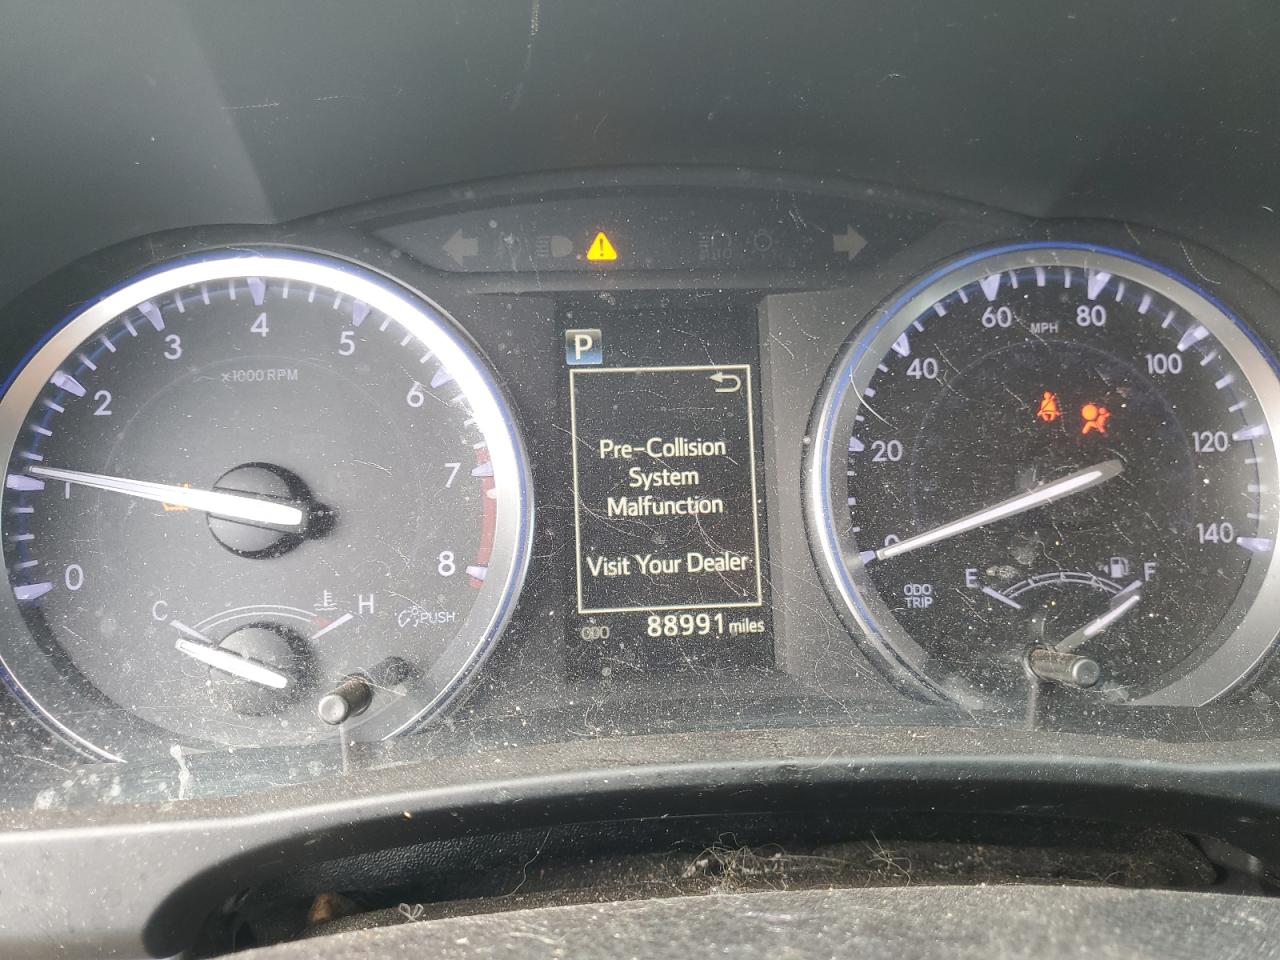 P
Pre-Collision
System
Malfunction
Visit Your Dealer
ODO 88991 miles
0
1
2
3
4
5
6
7
8
×1000 RPM
C
H
PUSH
0
20
40
60
80
100
120
140
MPH
ODO
TRIP
E
F